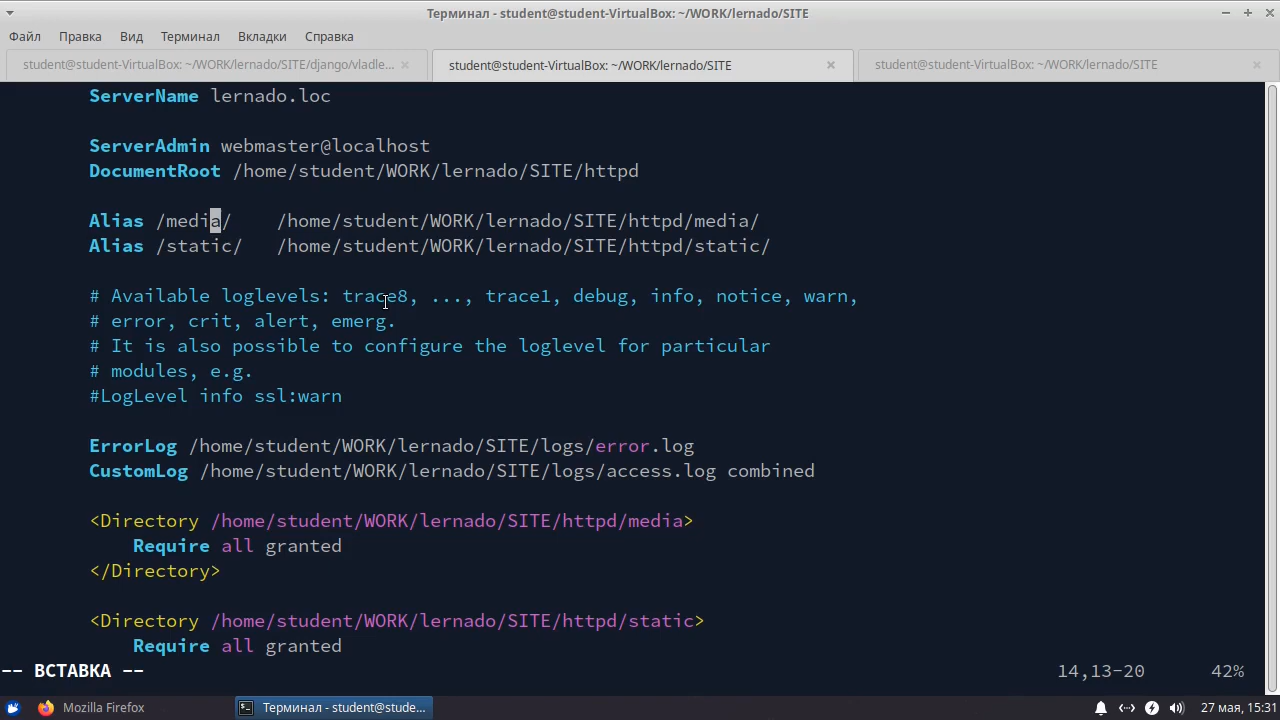 Терминал - student@student-VirtualBox: ~/WORK/lernado/SITE
Файл Правка Вид Терминал Вкладки Справка
student@student-VirtualBox: ~/WORK/lernado/SITE/django/vladle... student@student-VirtualBox: ~/WORK/lernado/SITE student@student-VirtualBox: ~/WORK/lernado/SITE
ServerName lernado.loc
ServerAdmin webmaster@localhost
DocumentRoot /home/student/WORK/lernado/SITE/httpd
Alias /media/    /home/student/WORK/lernado/SITE/httpd/media/
Alias /static/   /home/student/WORK/lernado/SITE/httpd/static/
# Available loglevels: trace8, ..., trace1, debug, info, notice, warn,
# error, crit, alert, emerg.
# It is also possible to configure the loglevel for particular
# modules, e.g.
#LogLevel info ssl:warn
ErrorLog /home/student/WORK/lernado/SITE/logs/error.log
CustomLog /home/student/WORK/lernado/SITE/logs/access.log combined
<Directory /home/student/WORK/lernado/SITE/httpd/media>
Require all granted
</Directory>
<Directory /home/student/WORK/lernado/SITE/httpd/static>
Require all granted
-- ВСТАВКА -- 14,13-20 42%
Mozilla Firefox Терминал - student@stude... 27 мая, 15:31